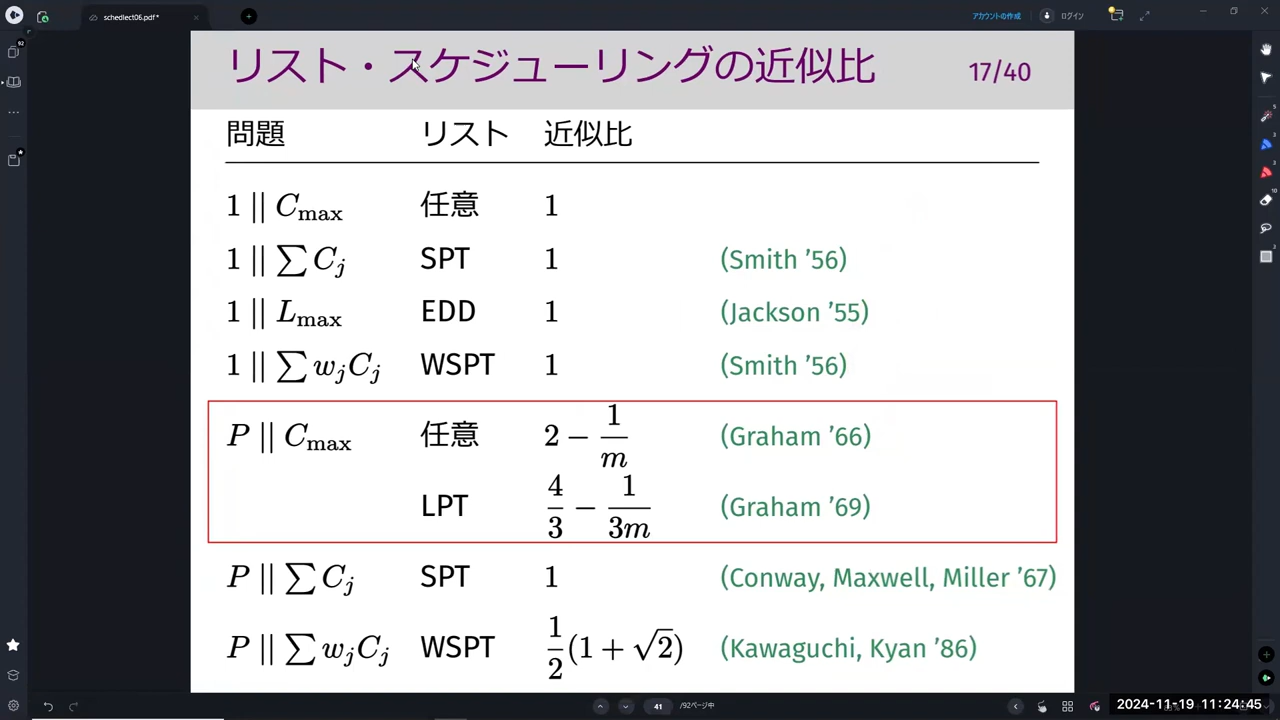 schedlect06.pdf*
アカウントの作成
ログイン
92
リスト・スケジューリングの近似比 17/40
問題 リスト 近似比
1 || C_max 任意 1
1 || ∑ C_j SPT 1 (Smith ’56)
1 || L_max EDD 1 (Jackson ’55)
1 || ∑ w_j C_j WSPT 1 (Smith ’56)
P || C_max 任意 2 − 1/m (Graham ’66)
LPT 4/3 − 1/3m (Graham ’69)
P || ∑ C_j SPT 1 (Conway, Maxwell, Miller ’67)
P || ∑ w_j C_j WSPT 1/2(1 + √2) (Kawaguchi, Kyan ’86)
41 /92ページ中
2024-11-19 11:24:45